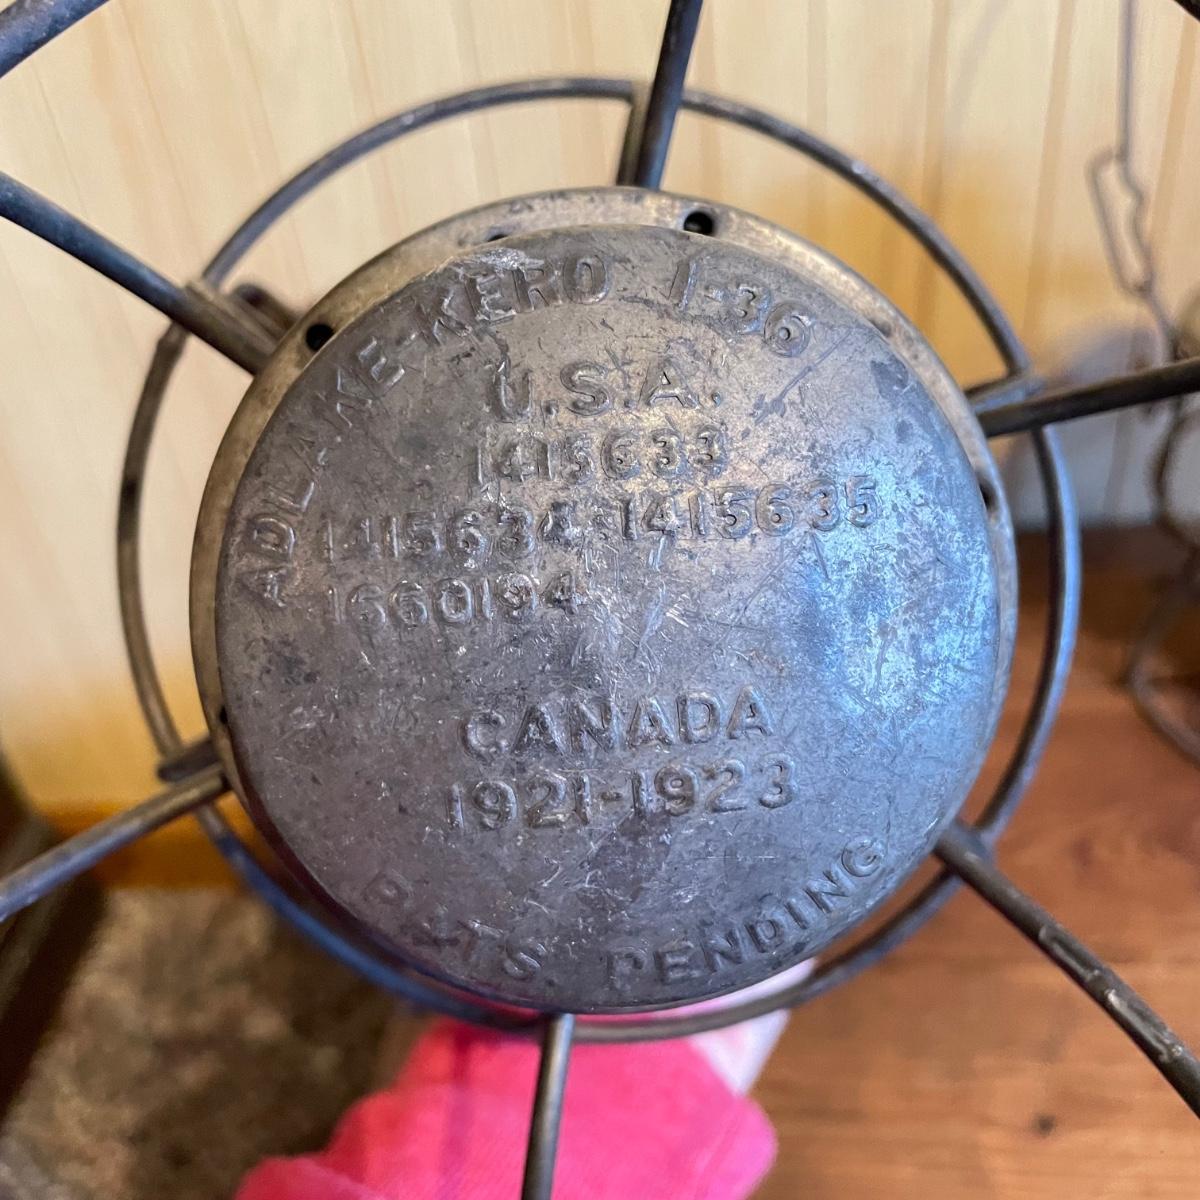 ADLAKE-KERO 1-36
U.S.A.
1415633
1415634-1415635
1660194
CANADA
1921-1923
PATS PENDING